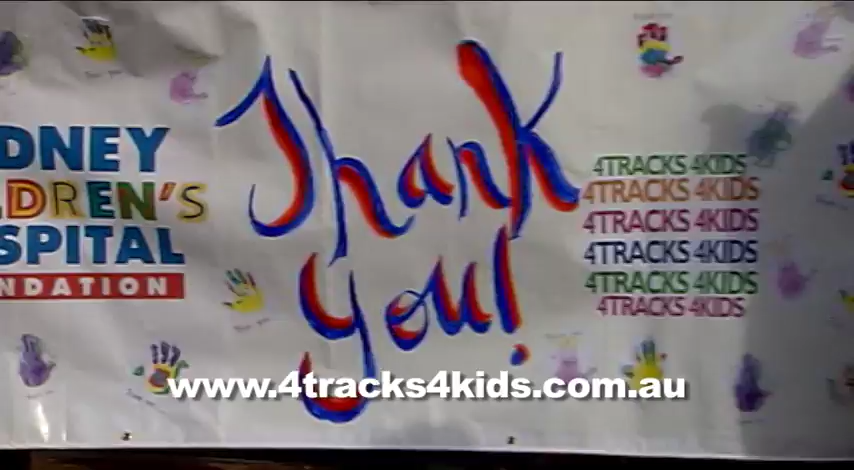 DNEY
LDREN'S
SPITAL
NDATION
Thank
You!
4TRACKS 4KIDS
4TRACKS 4KIDS
4TRACKS 4KIDS
4TRACKS 4KIDS
4TRACKS 4KIDS
4TRACKS 4KIDS
www.4tracks4kids.com.au